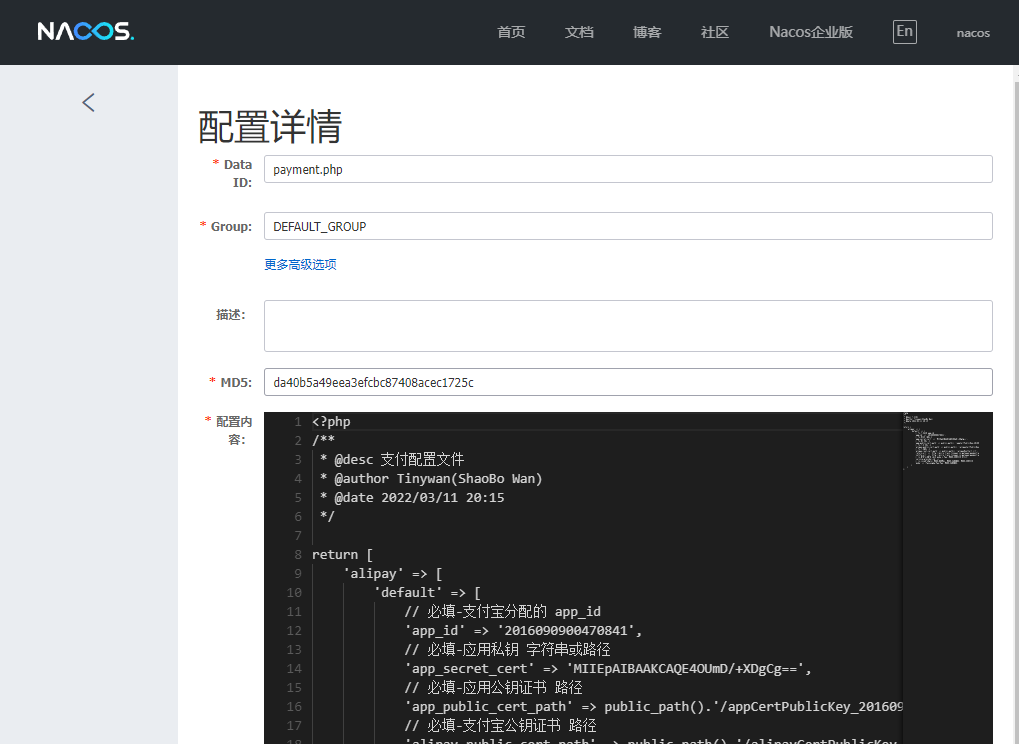 NACOS.
首页 文档 博客 社区 Nacos企业版 En nacos
配置详情
* Data ID: payment.php
* Group: DEFAULT_GROUP
更多高级选项
描述:
* MD5: da40b5a49eea3efcbc87408acec1725c
* 配置内容:
1 <?php
2 /**
3 * @desc 支付配置文件
4 * @author Tinywan(ShaoBo Wan)
5 * @date 2022/03/11 20:15
6 */
7
8 return [
9 'alipay' => [
10 'default' => [
11 // 必填-支付宝分配的 app_id
12 'app_id' => '2016090900470841',
13 // 必填-应用私钥 字符串或路径
14 'app_secret_cert' => 'MIIEpAIBAAKCAQE4OUmD/+XDgCg==',
15 // 必填-应用公钥证书 路径
16 'app_public_cert_path' => public_path().'/appCertPublicKey_201609
17 // 必填-支付宝公钥证书 路径
18 'alipay_public_cert_path' => public_path().'/alipayCertPublicKey